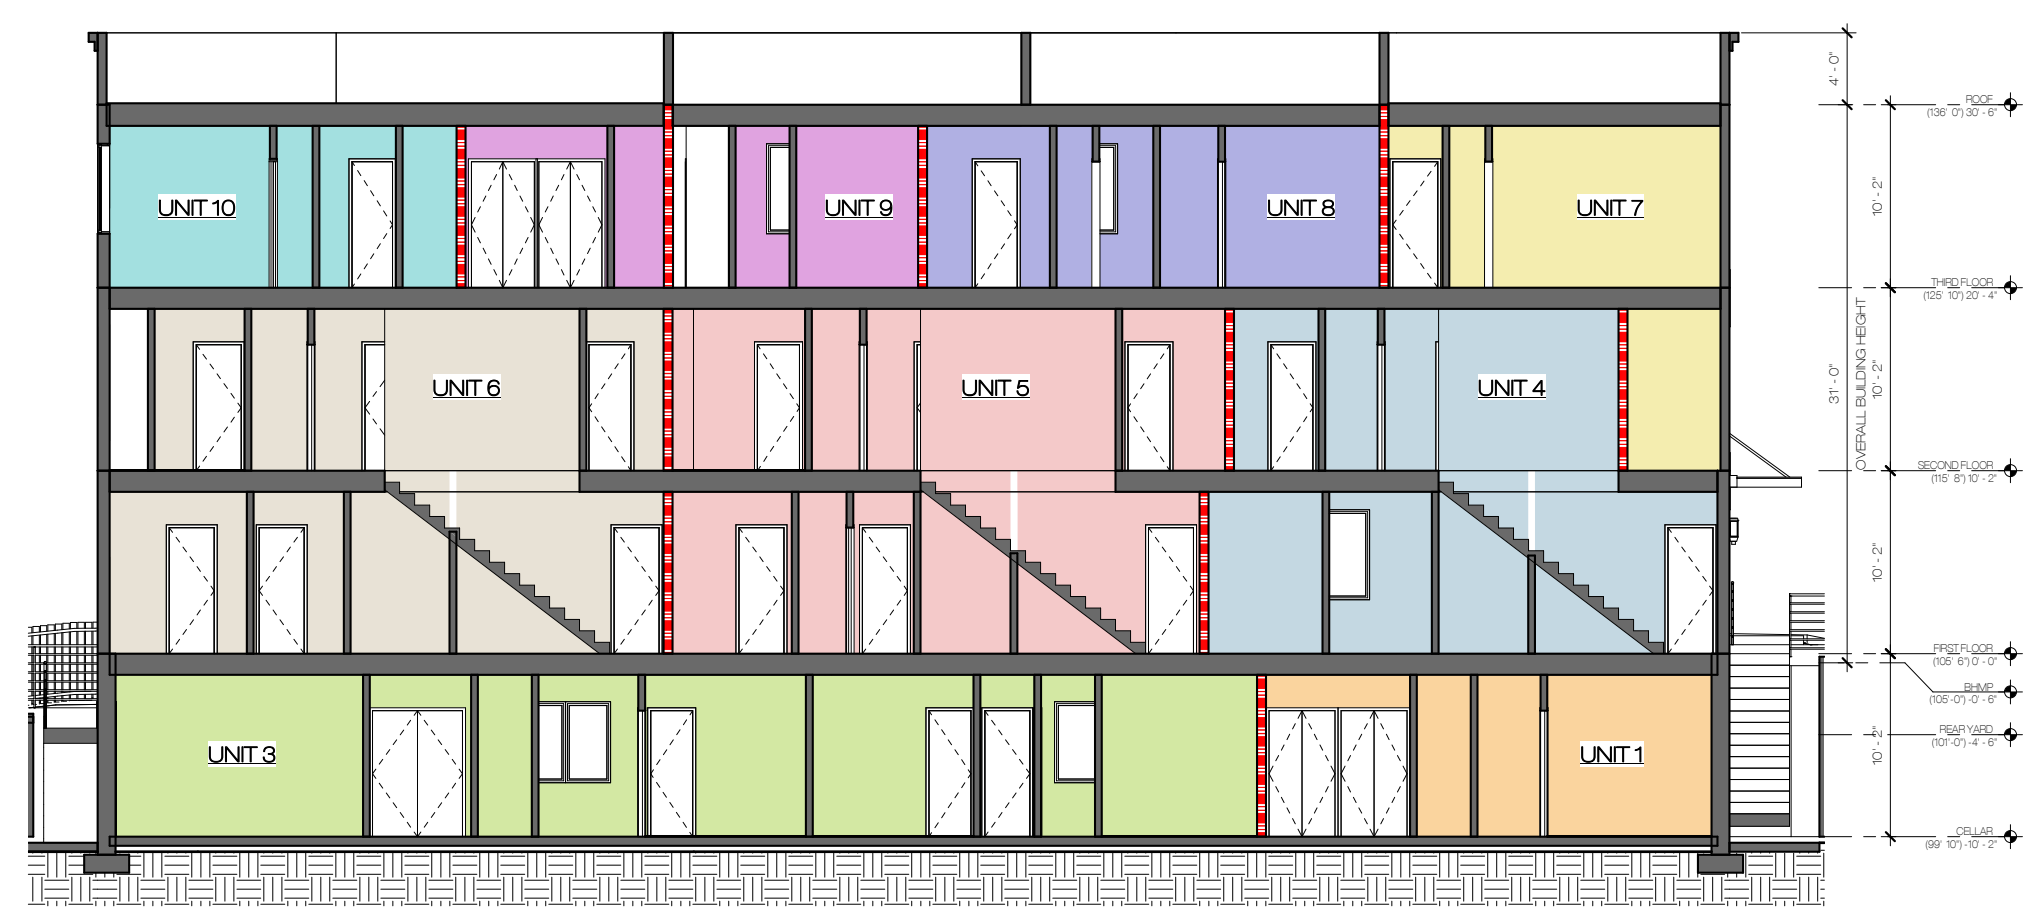 4' - 0"
ROOF
(136' 0") 30' - 6"
UNIT 10
UNIT 9
UNIT 8
UNIT 7
10' - 2"
THIRD FLOOR
(125' 10") 20' - 4"
UNIT 6
UNIT 5
UNIT 4
31' - 0"
OVERALL BUILDING HEIGHT
10' - 2"
SECOND FLOOR
(115' 8") 10' - 2"
10' - 2"
FIRST FLOOR
(105' 6") 0' - 0"
BHMP
(105'-0") -0' - 6"
REAR YARD
(101'-0") -4' - 6"
UNIT 3
UNIT 1
10' - 2"
CELLAR
(99' 10") -10' - 2"